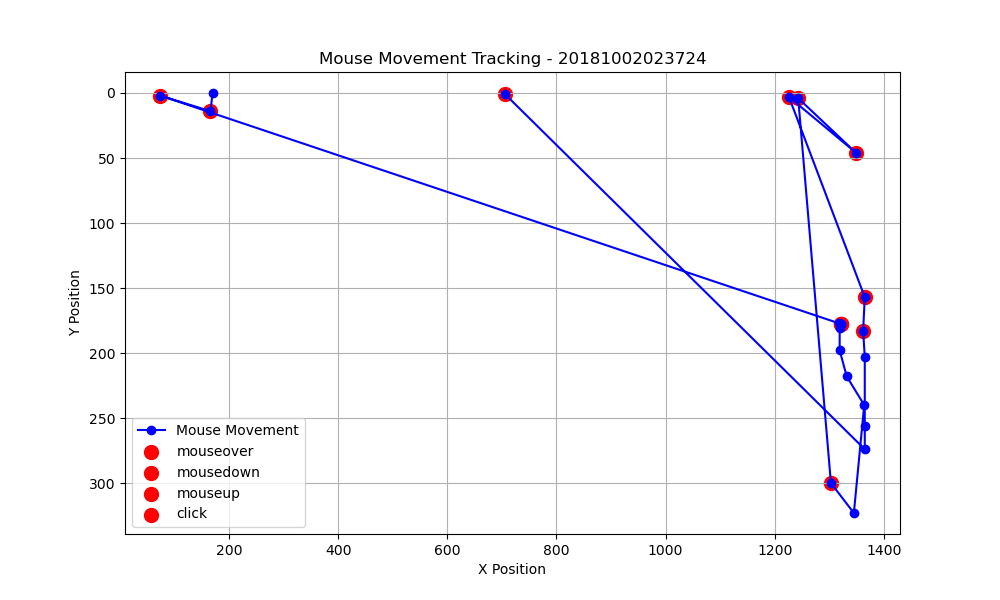 Mouse Movement Tracking - 20181002023724
0
50
100
150
200
250
300
Y Position
Mouse Movement
mouseover
mousedown
mouseup
click
200 400 600 800 1000 1200 1400
X Position